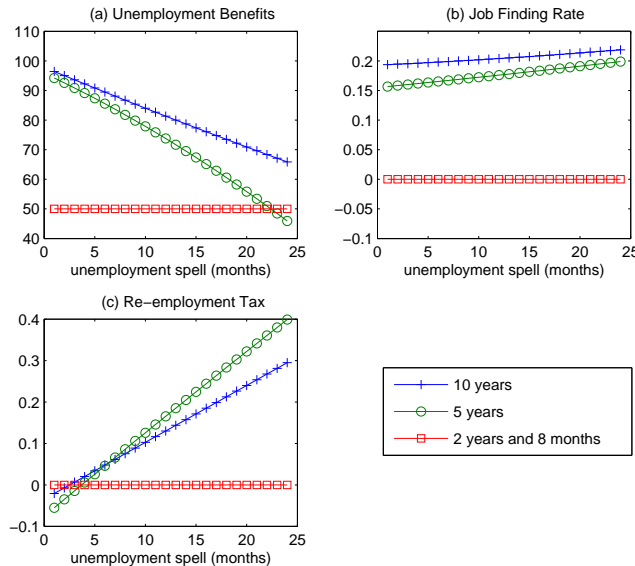 (a) Unemployment Benefits
110
100
90
80
70
60
50
40
0 5 10 15 20 25
unemployment spell (months)
(b) Job Finding Rate
0.2
0.15
0.1
0.05
0
−0.05
−0.1
0 5 10 15 20 25
unemployment spell (months)
(c) Re−employment Tax
0.4
0.3
0.2
0.1
0
−0.1
0 5 10 15 20 25
unemployment spell (months)
10 years
5 years
2 years and 8 months